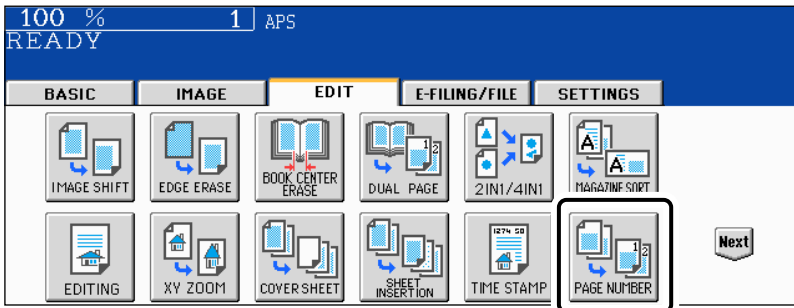 100 % 1 APS
READY
BASIC IMAGE EDIT E-FILING/FILE SETTINGS
IMAGE SHIFT EDGE ERASE BOOK CENTER ERASE DUAL PAGE 2IN1/4IN1 MAGAZINE SORT
EDITING XY ZOOM COVER SHEET SHEET INSERTION TIME STAMP PAGE NUMBER Next